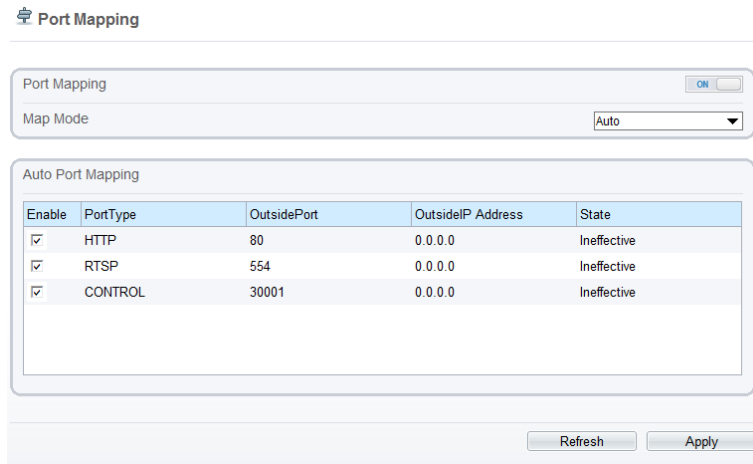 Port Mapping
Port Mapping ON
Map Mode Auto
Auto Port Mapping
Enable PortType OutsidePort OutsideIP Address State
HTTP 80 0.0.0.0 Ineffective
RTSP 554 0.0.0.0 Ineffective
CONTROL 30001 0.0.0.0 Ineffective
Refresh Apply